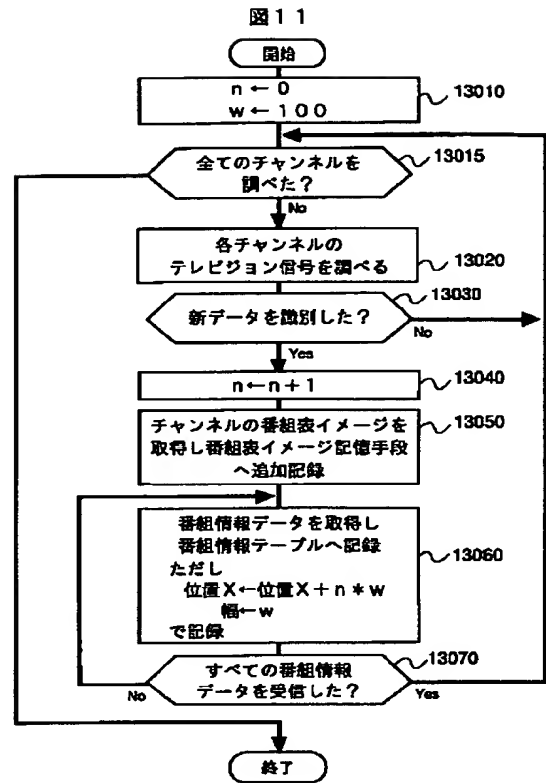 図11
開始
n ← 0
w ← 100
13010
全てのチャンネルを
調べた？
13015
No
各チャンネルの
テレビジョン信号を調べる
13020
新データを識別した？
13030
No
Yes
n←n+1
13040
チャンネルの番組表イメージを
取得し番組表イメージ記憶手段
へ追加記録
13050
番組情報データを取得し
番組情報テーブルへ記録
ただし
位置X←位置X+n*w
幅←w
で記録
13060
すべての番組情報
データを受信した？
13070
No
Yes
終了